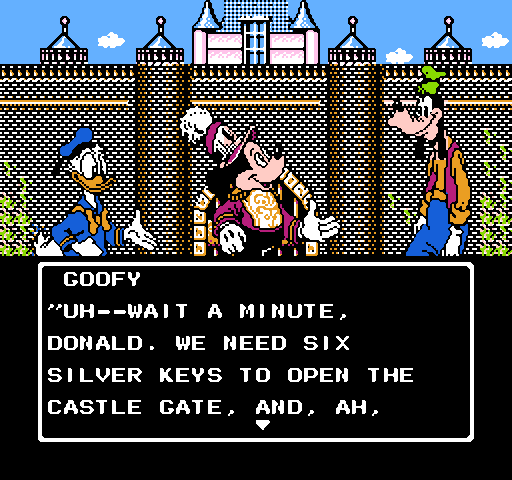 GOOFY
"UH--WAIT A MINUTE,
DONALD. WE NEED SIX
SILVER KEYS TO OPEN THE
CASTLE GATE, AND, AH,